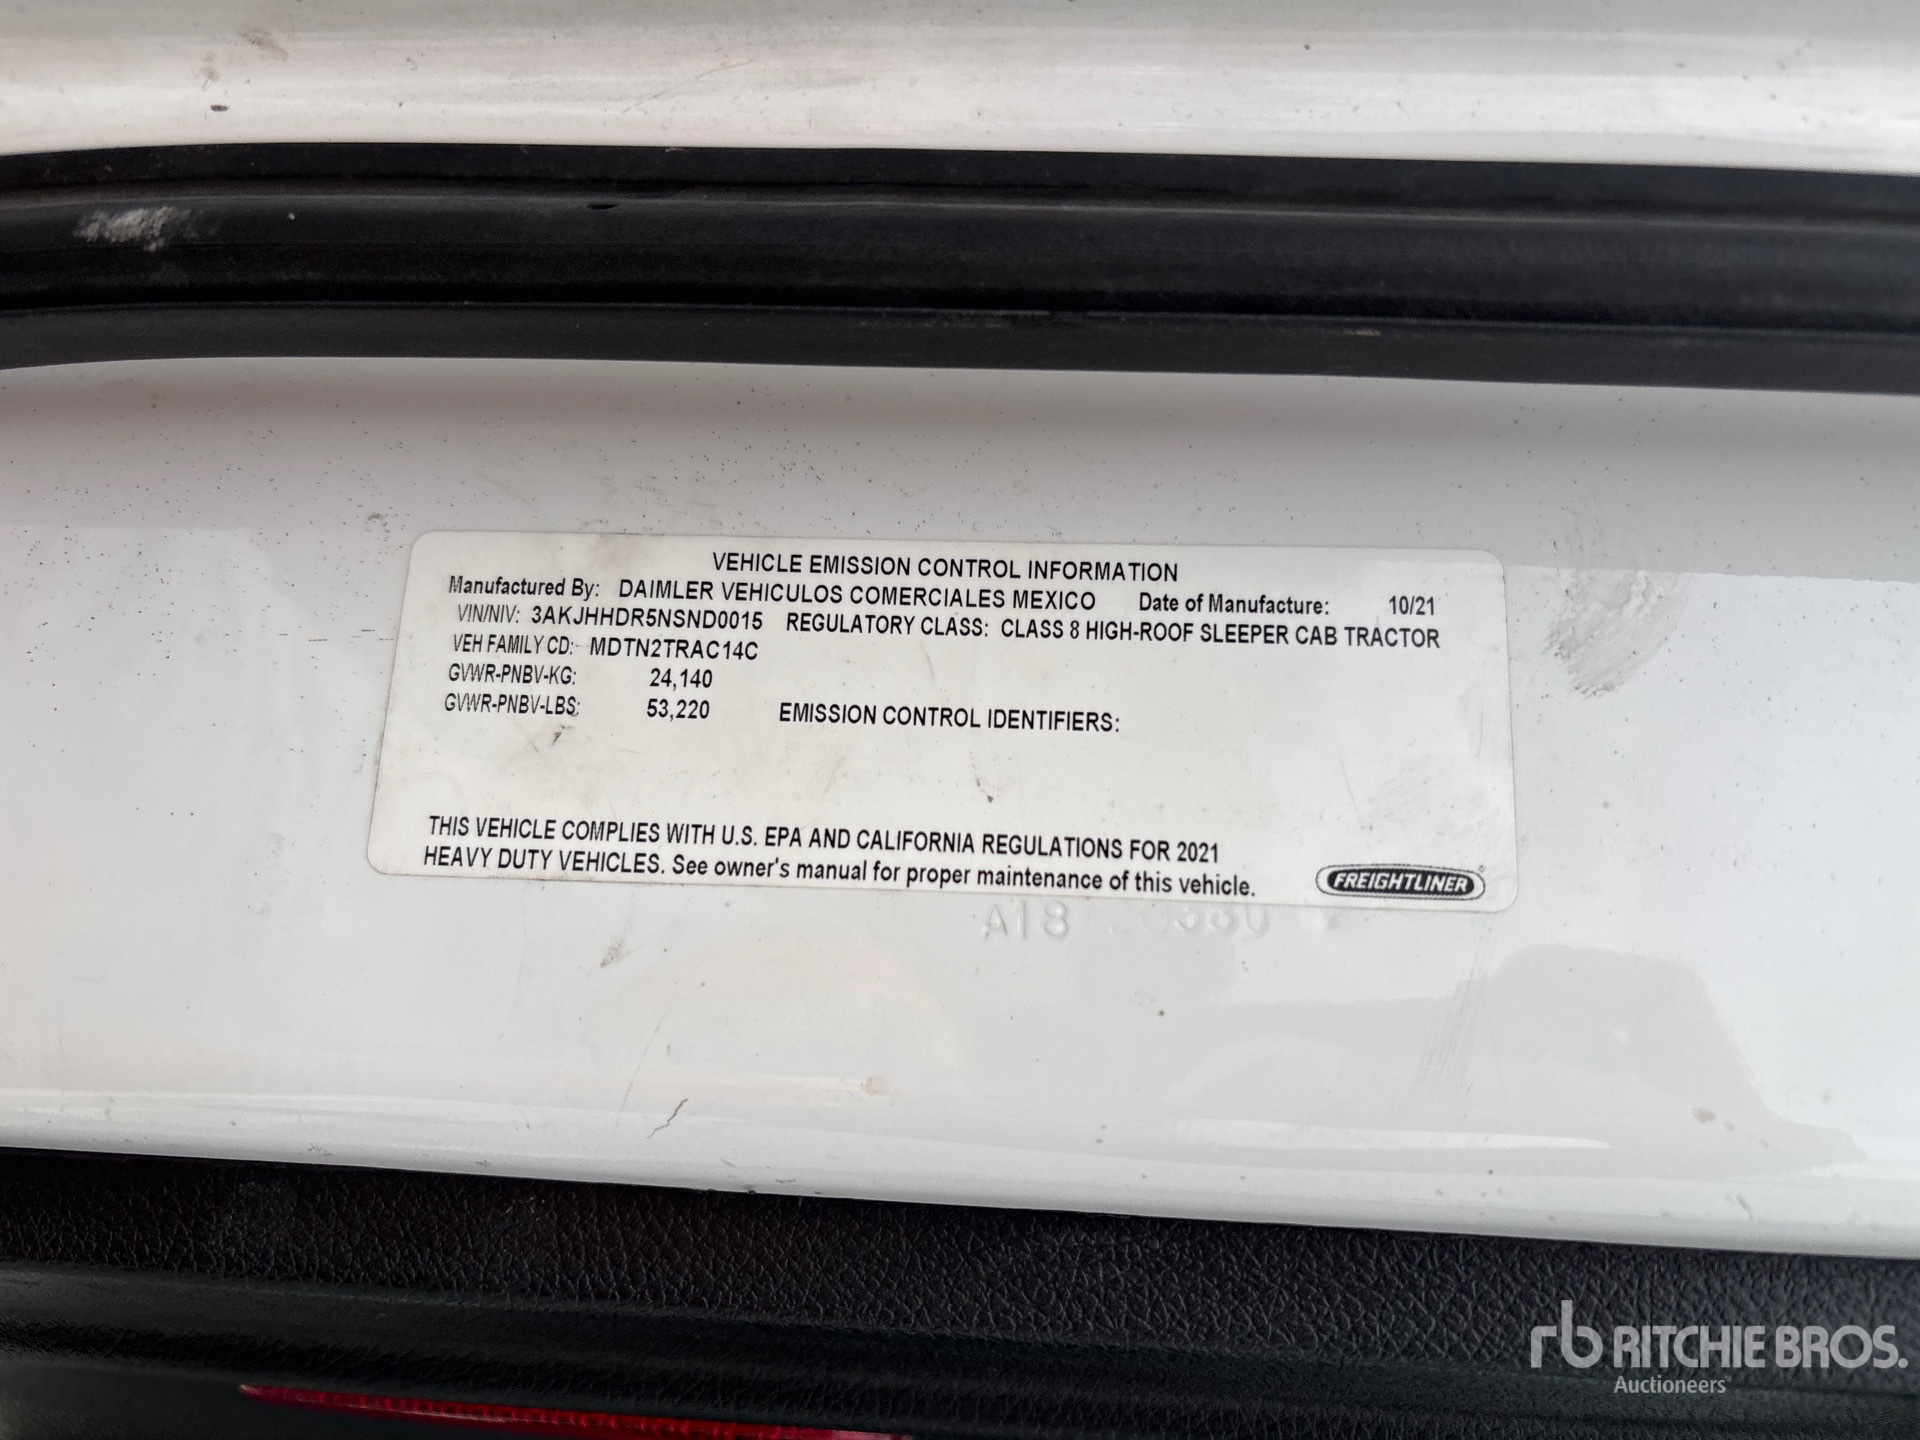 VEHICLE EMISSION CONTROL INFORMATION
Manufactured By: DAIMLER VEHICULOS COMERCIALES MEXICO Date of Manufacture: 10/21
VIN/NIV: 3AKJHHDR5NSND0015 REGULATORY CLASS: CLASS 8 HIGH-ROOF SLEEPER CAB TRACTOR
VEH FAMILY CD: MDTN2TRAC14C
GVWR-PNBV-KG: 24,140
GVWR-PNBV-LBS: 53,220 EMISSION CONTROL IDENTIFIERS:
THIS VEHICLE COMPLIES WITH U.S. EPA AND CALIFORNIA REGULATIONS FOR 2021
HEAVY DUTY VEHICLES. See owner's manual for proper maintenance of this vehicle.
FREIGHTLINER®
A18
rb RITCHIE BROS.
Auctioneers